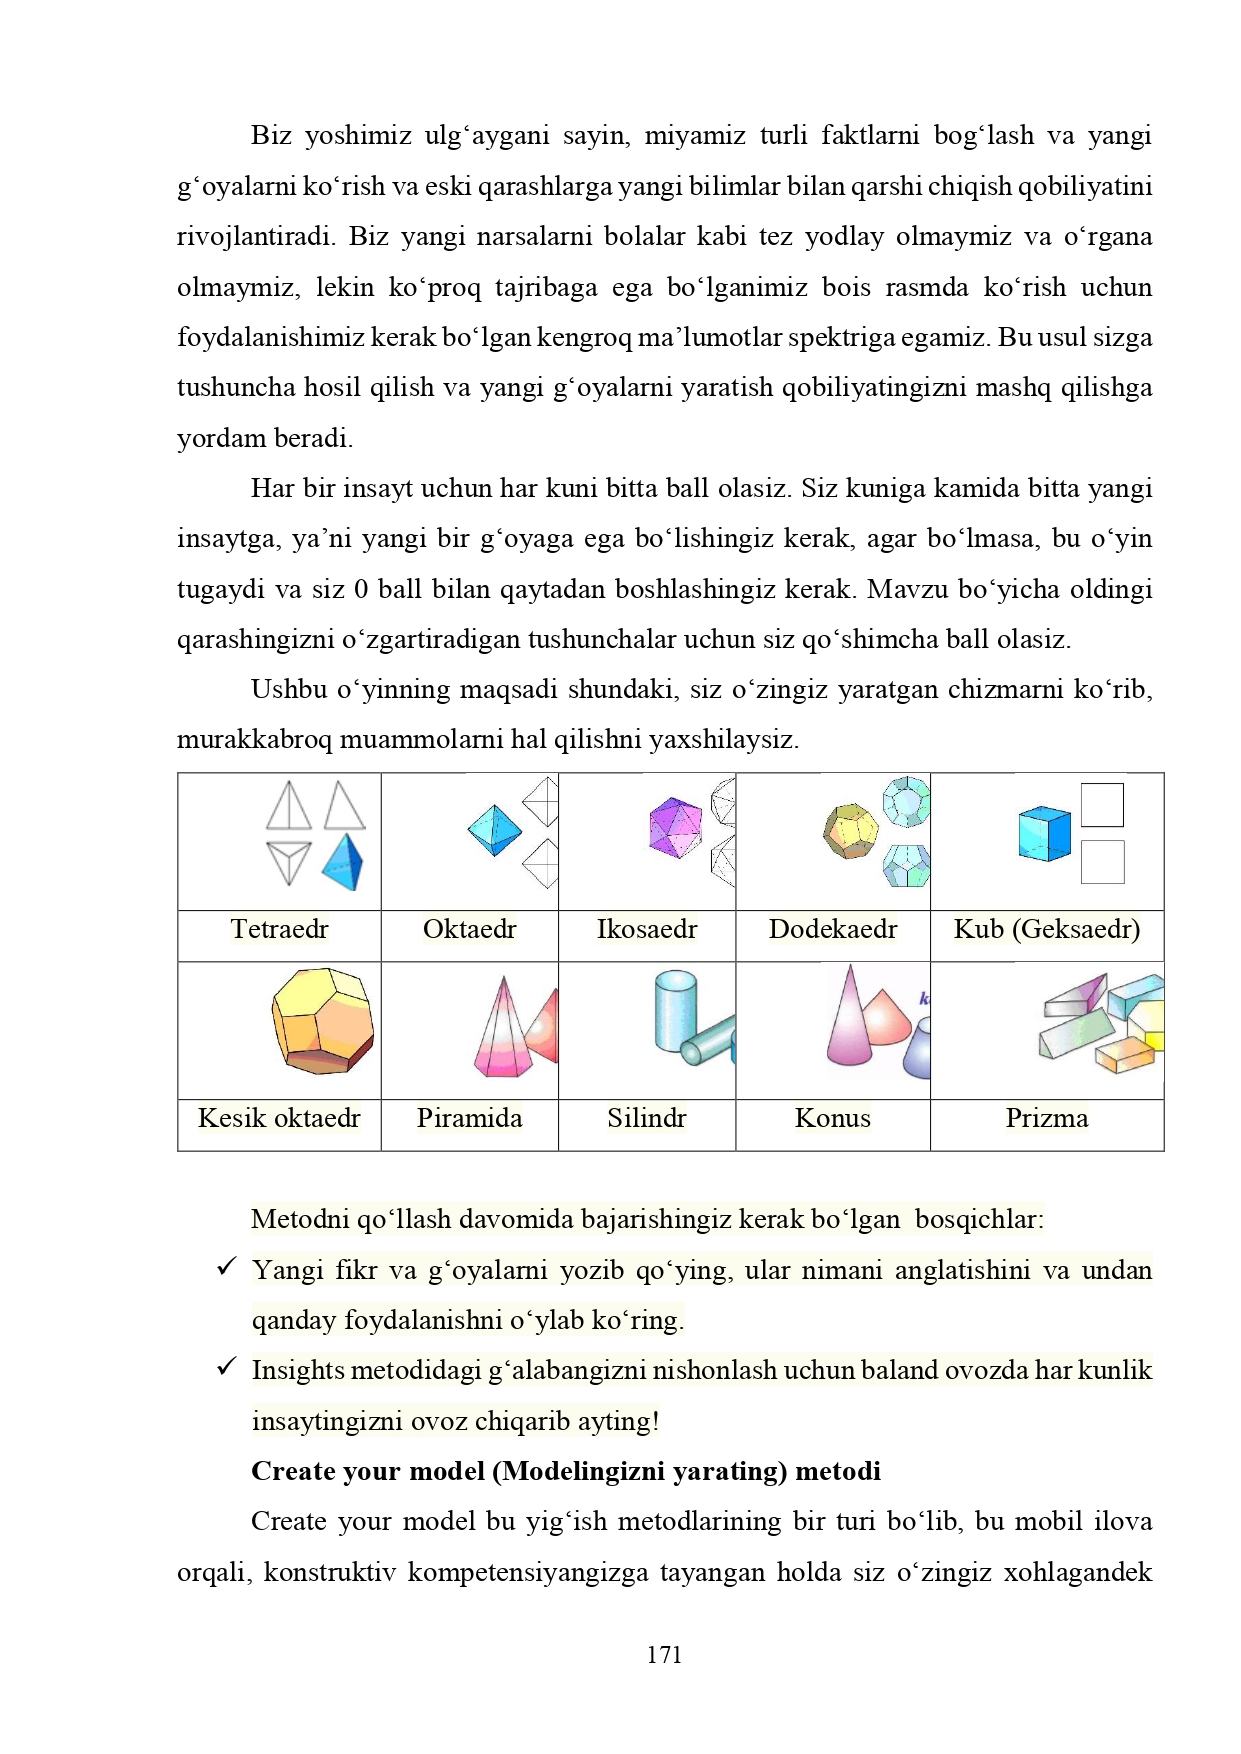 Biz yoshimiz ulg‘aygani sayin, miyamiz turli faktlarni bog‘lash va yangi
g‘oyalarni ko‘rish va eski qarashlarga yangi bilimlar bilan qarshi chiqish qobiliyatini
rivojlantiradi. Biz yangi narsalarni bolalar kabi tez yodlay olmaymiz va o‘rgana
olmaymiz, lekin ko‘proq tajribaga ega bo‘lganimiz bois rasmda ko‘rish uchun
foydalanishimiz kerak bo‘lgan kengroq ma’lumotlar spektriga egamiz. Bu usul sizga
tushuncha hosil qilish va yangi g‘oyalarni yaratish qobiliyatingizni mashq qilishga
yordam beradi.
Har bir insayt uchun har kuni bitta ball olasiz. Siz kuniga kamida bitta yangi
insaytga, ya’ni yangi bir g‘oyaga ega bo‘lishingiz kerak, agar bo‘lmasa, bu o‘yin
tugaydi va siz 0 ball bilan qaytadan boshlashingiz kerak. Mavzu bo‘yicha oldingi
qarashingizni o‘zgartiradigan tushunchalar uchun siz qo‘shimcha ball olasiz.
Ushbu o‘yinning maqsadi shundaki, siz o‘zingiz yaratgan chizmarni ko‘rib,
murakkabroq muammolarni hal qilishni yaxshilaysiz.
Tetraedr Oktaedr Ikosaedr Dodekaedr Kub (Geksaedr)
Kesik oktaedr Piramida Silindr Konus Prizma
Metodni qo‘llash davomida bajarishingiz kerak bo‘lgan bosqichlar:
✓ Yangi fikr va g‘oyalarni yozib qo‘ying, ular nimani anglatishini va undan
qanday foydalanishni o‘ylab ko‘ring.
✓ Insights metodidagi g‘alabangizni nishonlash uchun baland ovozda har kunlik
insaytingizni ovoz chiqarib ayting!
Create your model (Modelingizni yarating) metodi
Create your model bu yig‘ish metodlarining bir turi bo‘lib, bu mobil ilova
orqali, konstruktiv kompetensiyangizga tayangan holda siz o‘zingiz xohlagandek
171